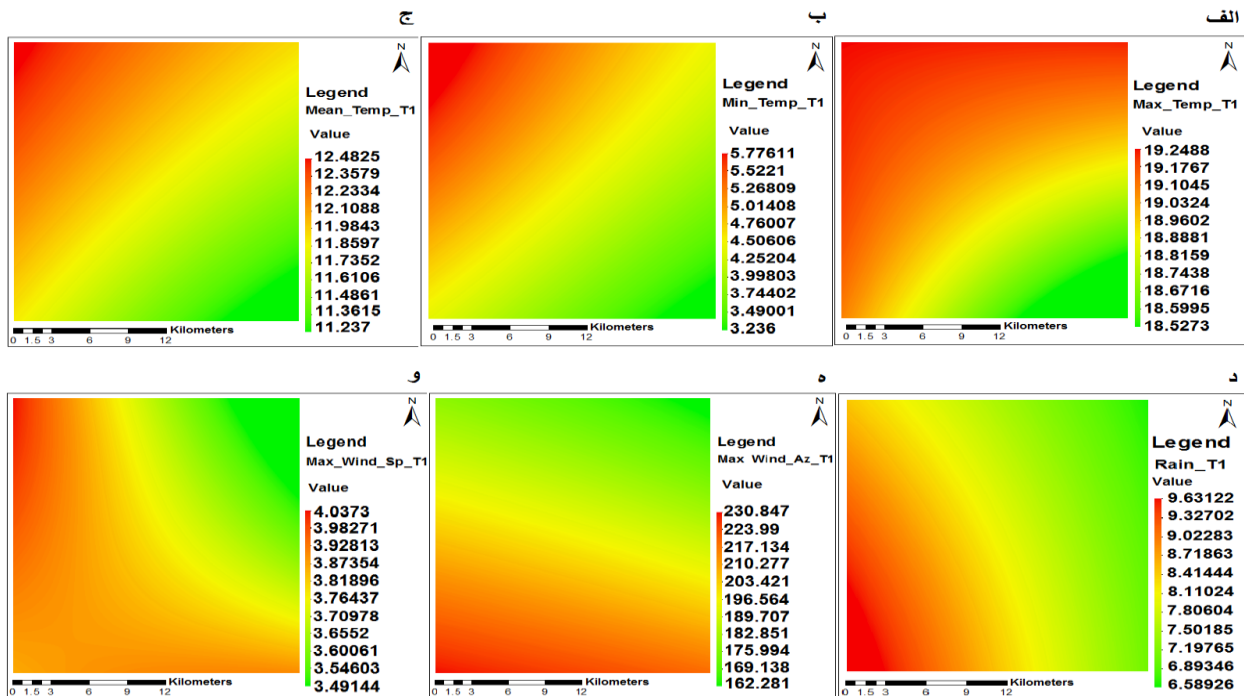 الف
N
Legend
Max_Temp_T1
Value
19.2488
19.1767
19.1045
19.0324
18.9602
18.8881
18.8159
18.7438
18.6716
18.5995
18.5273
0 1.5 3 6 9 12 Kilometers
ب
N
Legend
Min_Temp_T1
Value
5.77611
5.5221
5.26809
5.01408
4.76007
4.50606
4.25204
3.99803
3.74402
3.49001
3.236
0 1.5 3 6 9 12 Kilometers
ج
N
Legend
Mean_Temp_T1
Value
12.4825
12.3579
12.2334
12.1088
11.9843
11.8597
11.7352
11.6106
11.4861
11.3615
11.237
0 1.5 3 6 9 12 Kilometers
د
N
Legend
Rain_T1
Value
9.63122
9.32702
9.02283
8.71863
8.41444
8.11024
7.80604
7.50185
7.19765
6.89346
6.58926
0 1.5 3 6 9 12 Kilometers
ه
N
Legend
Max_Wind_Az_T1
Value
230.847
223.99
217.134
210.277
203.421
196.564
189.707
182.851
175.994
169.138
162.281
0 1.5 3 6 9 12 Kilometers
و
N
Legend
Max_Wind_Sp_T1
Value
4.0373
3.98271
3.92813
3.87354
3.81896
3.76437
3.70978
3.6552
3.60061
3.54603
3.49144
0 1.5 3 6 9 12 Kilometers